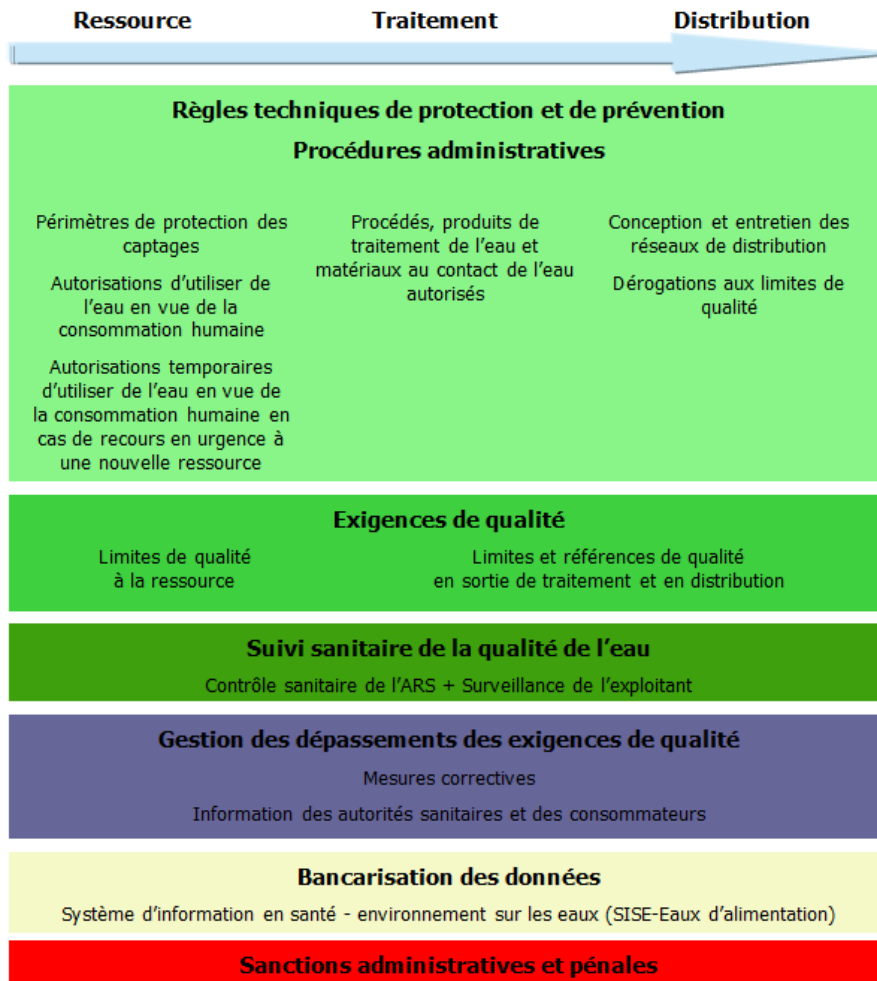 Ressource
Traitement
Distribution
Règles techniques de protection et de prévention
Procédures administratives
Périmètres de protection des
captages
Autorisations d’utiliser de
l’eau en vue de la
consommation humaine
Autorisations temporaires
d’utiliser de l’eau en vue de
la consommation humaine en
cas de recours en urgence à
une nouvelle ressource
Procédés, produits de
traitement de l’eau et
matériaux au contact de l’eau
autorisés
Conception et entretien des
réseaux de distribution
Dérogations aux limites de
qualité
Exigences de qualité
Limites de qualité
à la ressource
Limites et références de qualité
en sortie de traitement et en distribution
Suivi sanitaire de la qualité de l’eau
Contrôle sanitaire de l’ARS + Surveillance de l’exploitant
Gestion des dépassements des exigences de qualité
Mesures correctives
Information des autorités sanitaires et des consommateurs
Bancarisation des données
Système d’information en santé - environnement sur les eaux (SISE-Eaux d’alimentation)
Sanctions administratives et pénales